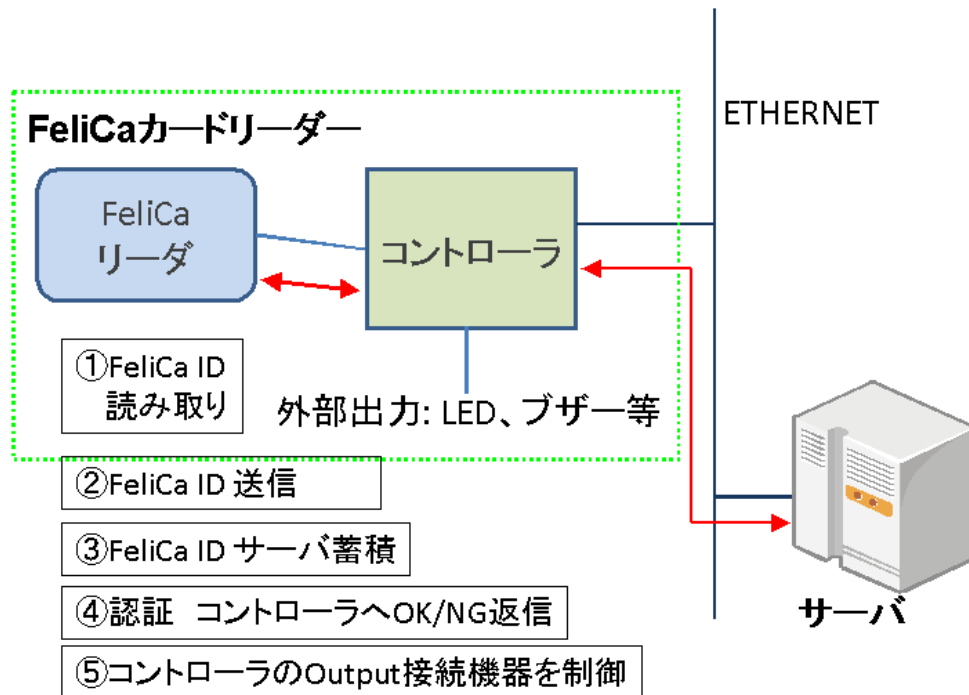 ETHERNET
FeliCaカードリーダー
FeliCa
リーダ
コントローラ
①FeliCa ID
読み取り
外部出力: LED、ブザー等
②FeliCa ID 送信
③FeliCa ID サーバ蓄積
④認証　コントローラへOK/NG返信
⑤コントローラのOutput接続機器を制御
サーバ